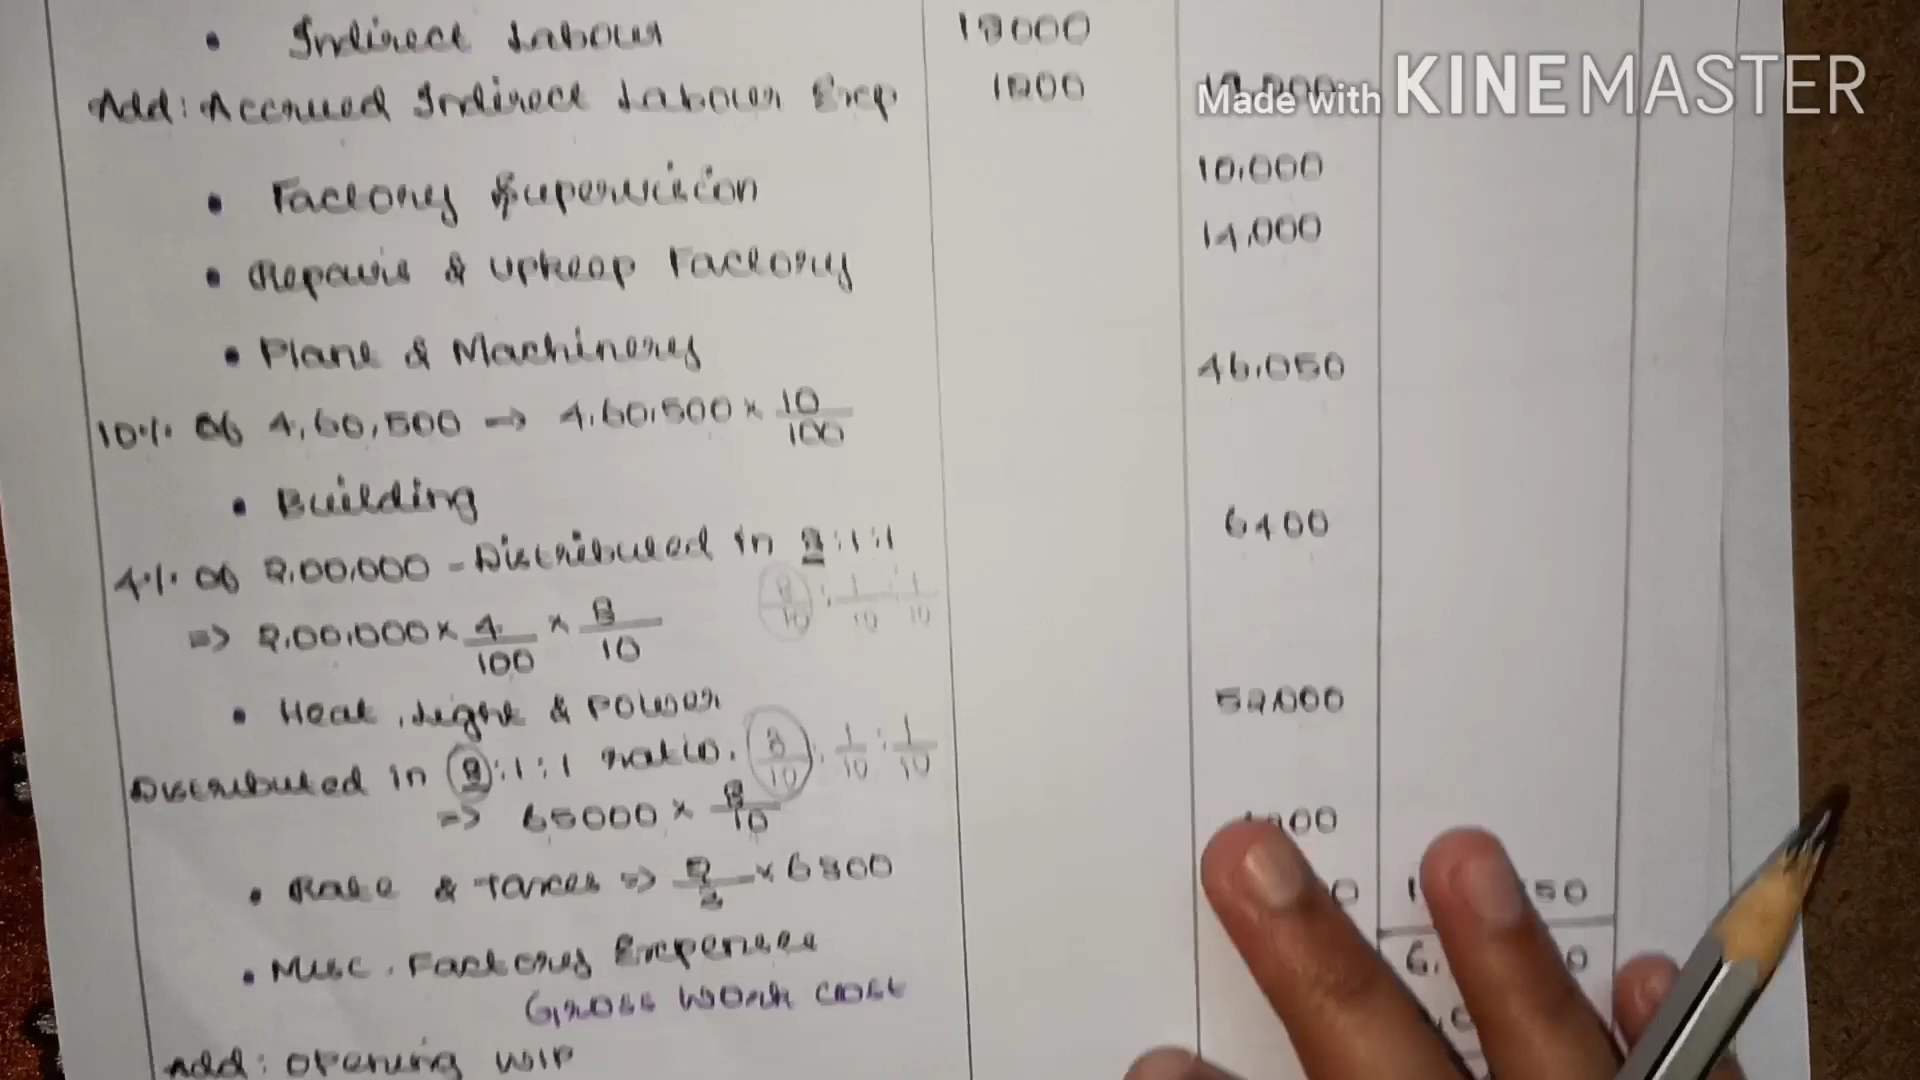 • Indirect Labour 18000
Add: Accrued Indirect Labour Exp 1200
Made with KINEMASTER
• Factory Supervision 10,000
• Repairs & upkeep Factory 14,000
• Plant & Machinery 46,050
10% of 4,60,500 → 4,60,500 × 10/100
• Building 6400
4% of 2,00,000 - Distributed in 8:1:1
8/10 : 1/10 : 1/10
⇒ 2,00,000 × 4/100 × 8/10
• Heat, Light & Power 52,000
Distributed in 8:1:1 ratio. 8/10 : 1/10 : 1/10
⇒ 65000 × 8/10
• Rate & Taxes ⇒ 2/3 × 6300
• Misc. Factory Expenses
Gross Work cost
Add: Opening WIP